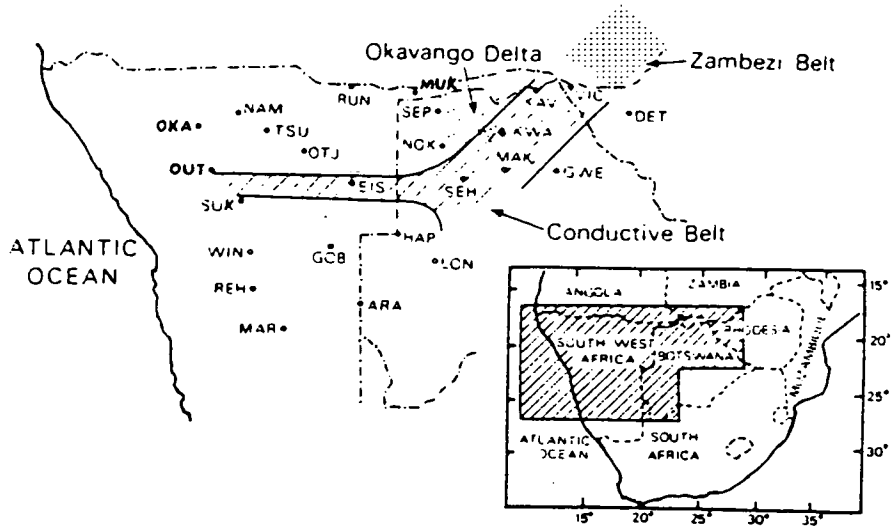 Okavango Delta
Zambezi Belt
MUK
RUN
SEP
KAV
NAM
DET
OKA
TSU
KWA
OTJ
NOK
MAK
OUT
GWE
EIS
SEH
SUK
Conductive Belt
HAP
ATLANTIC
OCEAN
WIN
GOB
LON
REH
ARA
MAR
ANGOLA
ZAMBIA
15°
RHODESIA
SOUTH WEST
AFRICA
BOTSWANA
20°
MOZAMBIQUE
25°
ATLANTIC
OCEAN
SOUTH
AFRICA
30°
15°
20°
25°
30°
35°